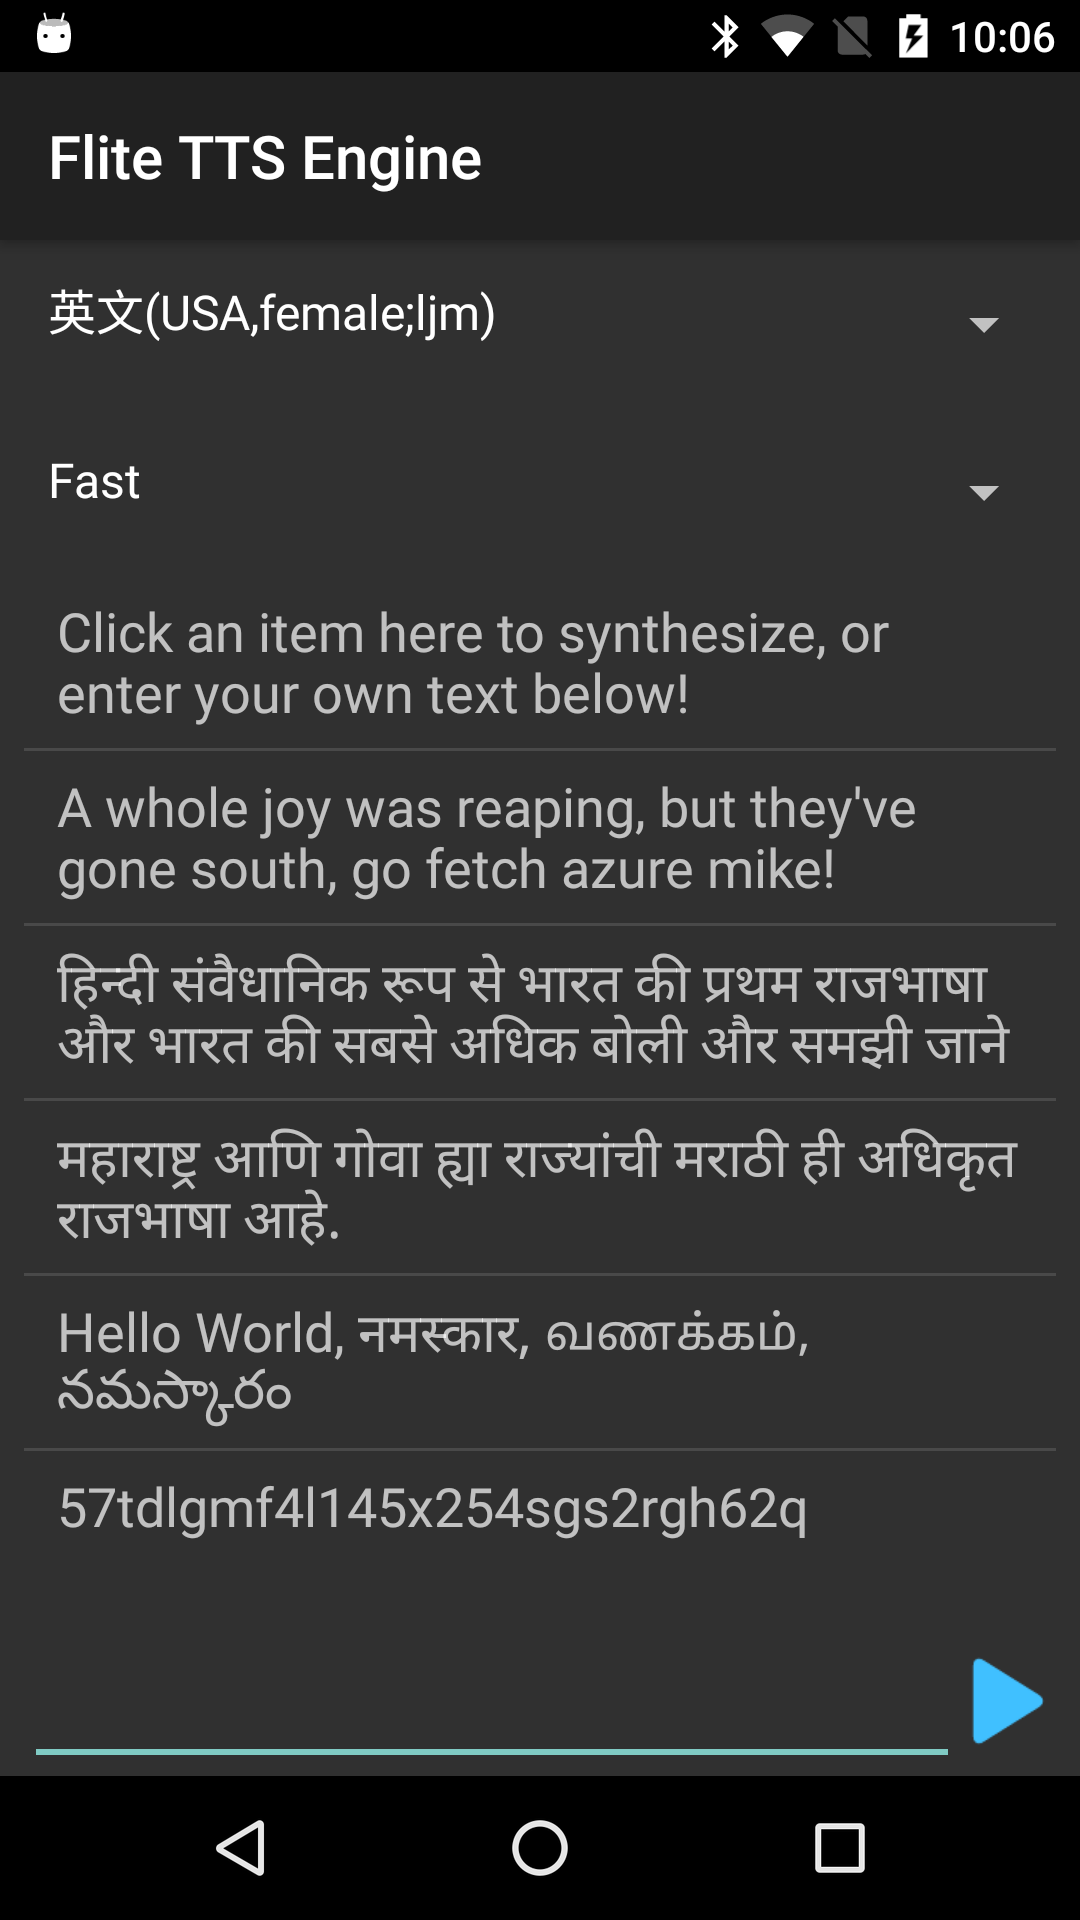 10:06
Flite TTS Engine
英文(USA,female;ljm)
Fast
Click an item here to synthesize, or
enter your own text below!
A whole joy was reaping, but they've
gone south, go fetch azure mike!
हिन्दी संवैधानिक रूप से भारत की प्रथम राजभाषा
और भारत की सबसे अधिक बोली और समझी जाने
महाराष्ट्र आणि गोवा ह्या राज्यांची मराठी ही अधिकृत
राजभाषा आहे.
Hello World, नमस्कार, வணக்கம்,
నమస్కారం
57tdlgmf4l145x254sgs2rgh62q